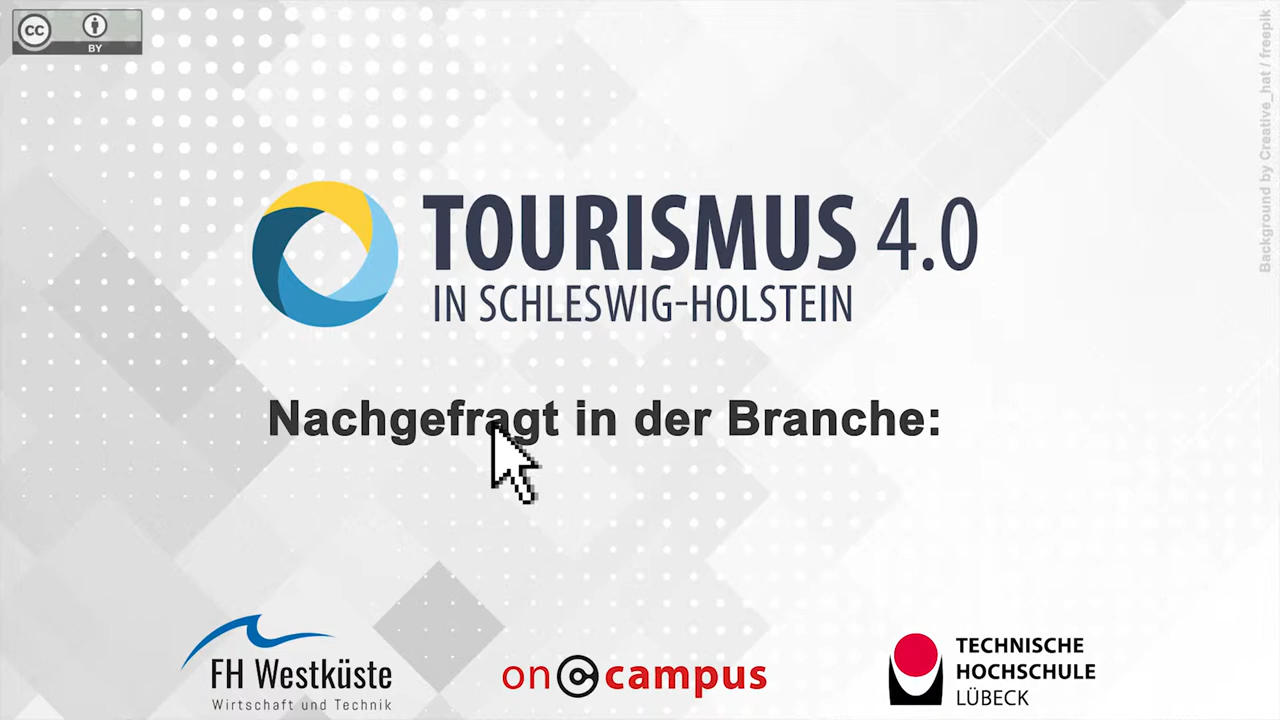 CC BY
Background by Creative_hat / freepik
TOURISMUS 4.0
IN SCHLESWIG-HOLSTEIN
Nachgefragt in der Branche:
FH Westküste
Wirtschaft und Technik
oncampus
TECHNISCHE
HOCHSCHULE
LÜBECK